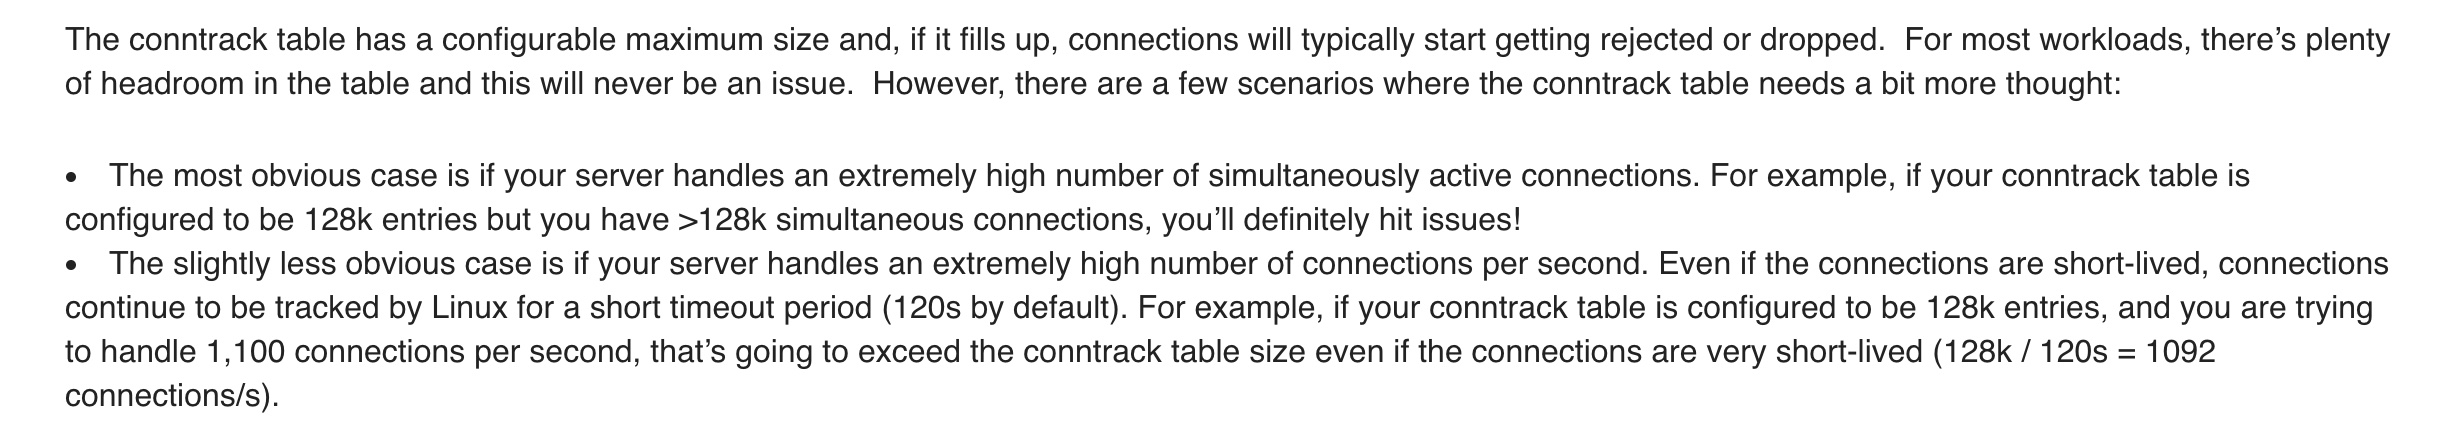 The conntrack table has a configurable maximum size and, if it fills up, connections will typically start getting rejected or dropped.  For most workloads, there’s plenty
of headroom in the table and this will never be an issue.  However, there are a few scenarios where the conntrack table needs a bit more thought:
•  The most obvious case is if your server handles an extremely high number of simultaneously active connections. For example, if your conntrack table is
configured to be 128k entries but you have >128k simultaneous connections, you’ll definitely hit issues!
•  The slightly less obvious case is if your server handles an extremely high number of connections per second. Even if the connections are short-lived, connections
continue to be tracked by Linux for a short timeout period (120s by default). For example, if your conntrack table is configured to be 128k entries, and you are trying
to handle 1,100 connections per second, that’s going to exceed the conntrack table size even if the connections are very short-lived (128k / 120s = 1092
connections/s).